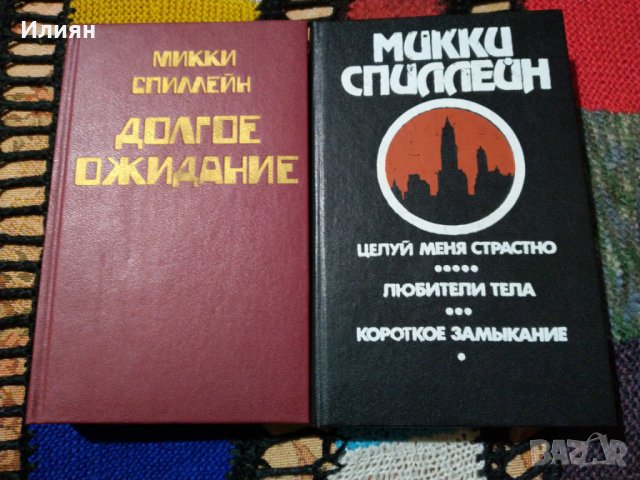 Илиян
МИККИ
СПИЛЛЕЙН
ДОЛГОЕ
ОЖИДАНИЕ
МИККИ
СПИЛЛЕЙН
ЦЕЛУЙ МЕНЯ СТРАСТНО
ЛЮБИТЕЛИ ТЕЛА
КОРОТКОЕ ЗАМЫКАНИЕ
BAZAR